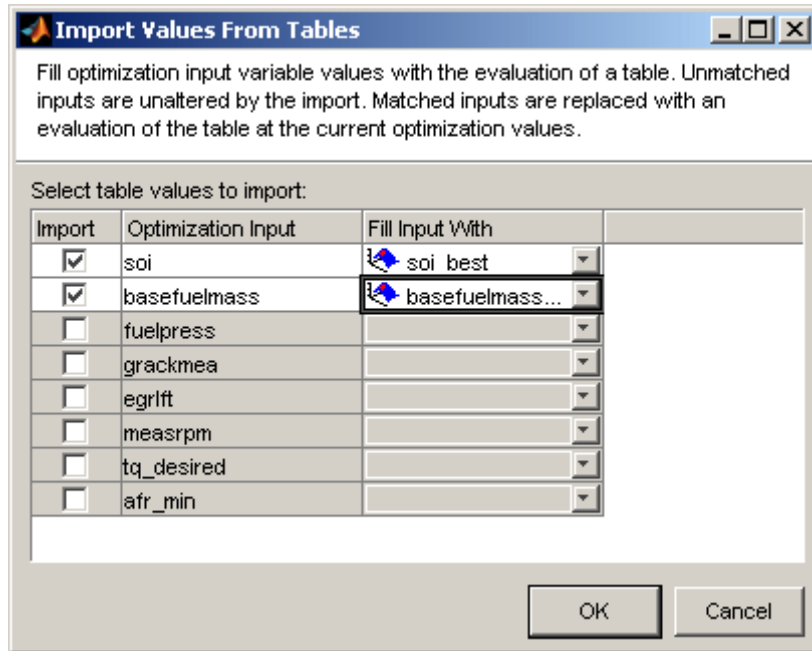 Import Values From Tables
Fill optimization input variable values with the evaluation of a table. Unmatched
inputs are unaltered by the import. Matched inputs are replaced with an
evaluation of the table at the current optimization values.
Select table values to import:
Import Optimization Input Fill Input With
soi soi_best
basefuelmass basefuelmass...
fuelpress
grackmea
egrlft
measrpm
tq_desired
afr_min
OK Cancel